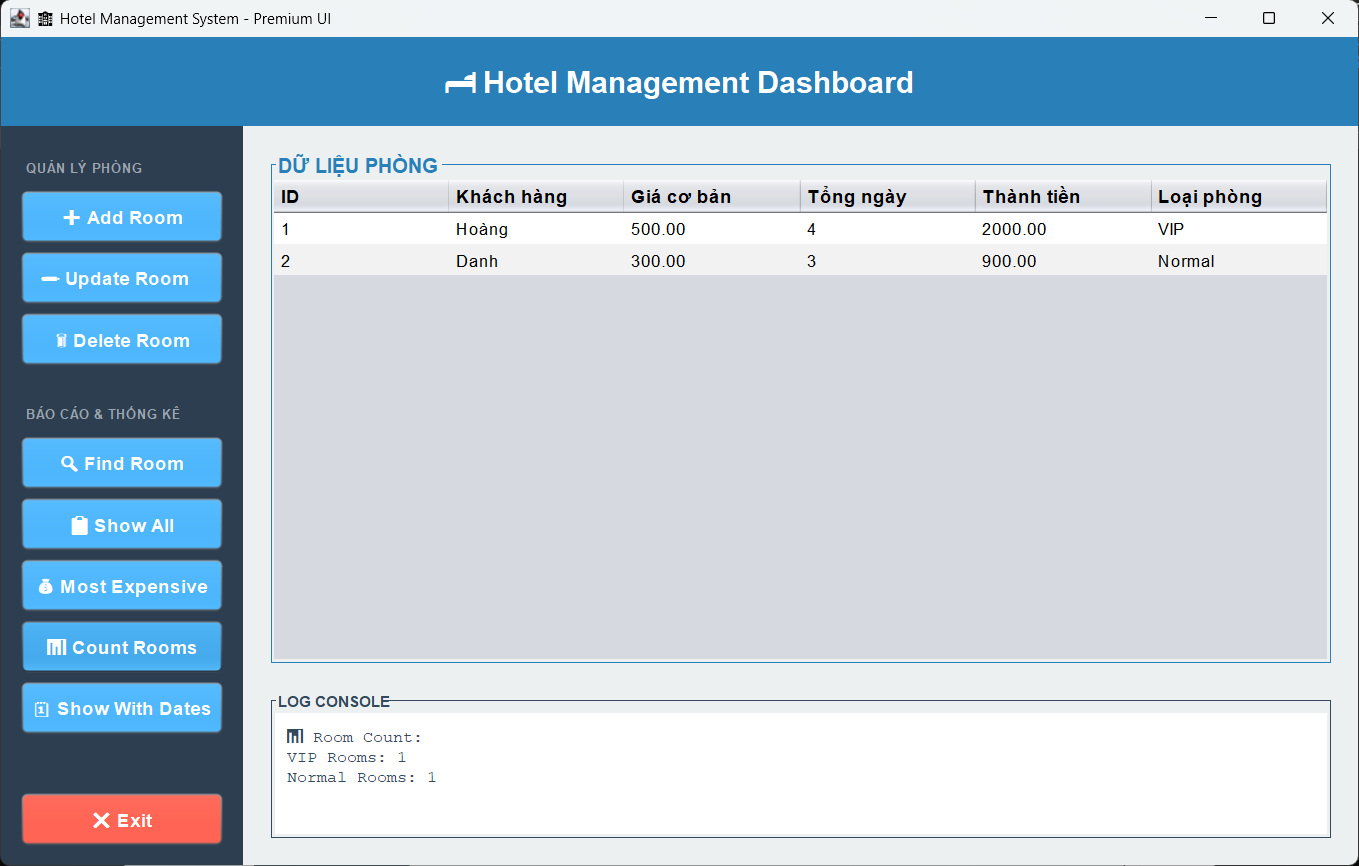 Hotel Management System - Premium UI
Hotel Management Dashboard
QUẢN LÝ PHÒNG
Add Room
Update Room
Delete Room
BÁO CÁO & THỐNG KÊ
Find Room
Show All
Most Expensive
Count Rooms
Show With Dates
Exit
DỮ LIỆU PHÒNG
ID Khách hàng Giá cơ bản Tổng ngày Thành tiền Loại phòng
1 Hoàng 500.00 4 2000.00 VIP
2 Danh 300.00 3 900.00 Normal
LOG CONSOLE
Room Count:
VIP Rooms: 1
Normal Rooms: 1